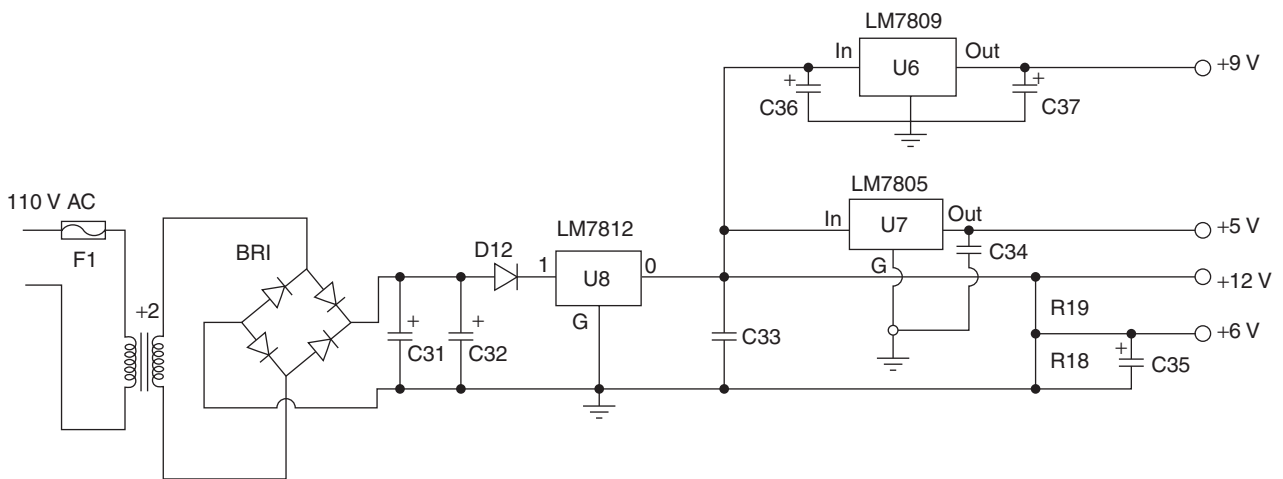 LM7809
In
Out
U6
+9 V
+
C36
+
C37
110 V AC
F1
BRI
+2
LM7805
In
Out
U7
+5 V
C34
G
LM7812
D12
1
U8
0
G
+12 V
R19
+6 V
+
C31
+
C32
C33
R18
+
C35